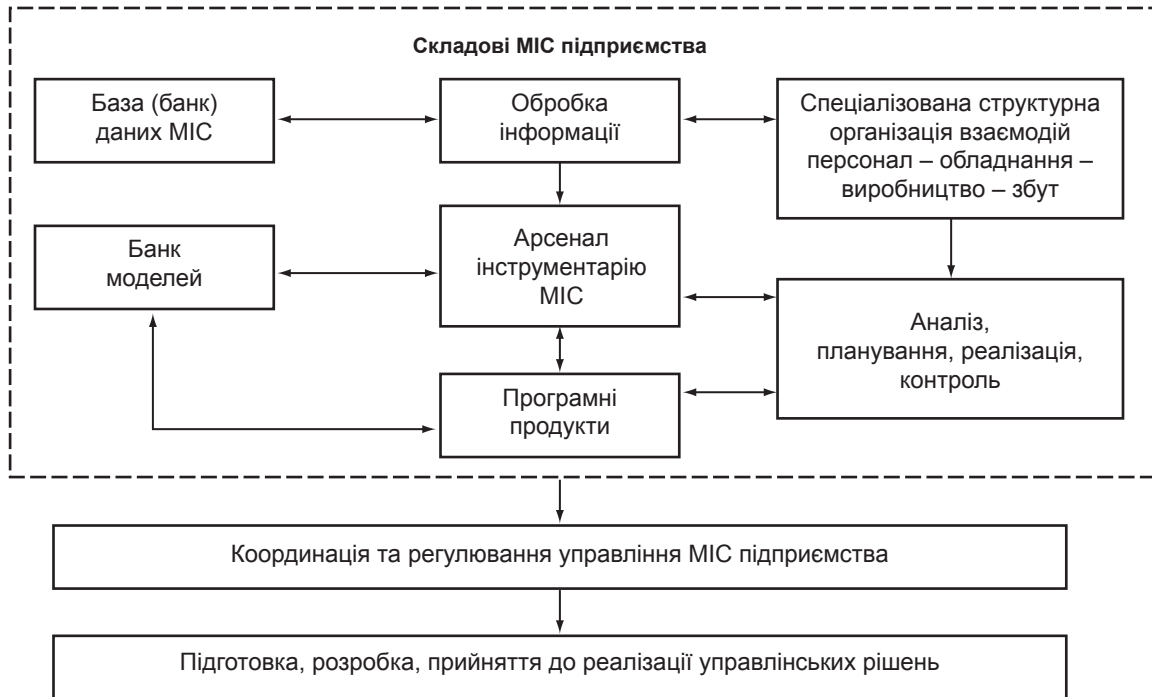 Складові МІС підприємства
База (банк)
даних МІС
Обробка
інформації
Спеціалізована структурна
організація взаємодій
персонал – обладнання –
виробництво – збут
Банк
моделей
Арсенал
інструментарію
МІС
Аналіз,
планування, реалізація,
контроль
Програмні
продукти
Координація та регулювання управління МІС підприємства
Підготовка, розробка, прийняття до реалізації управлінських рішень